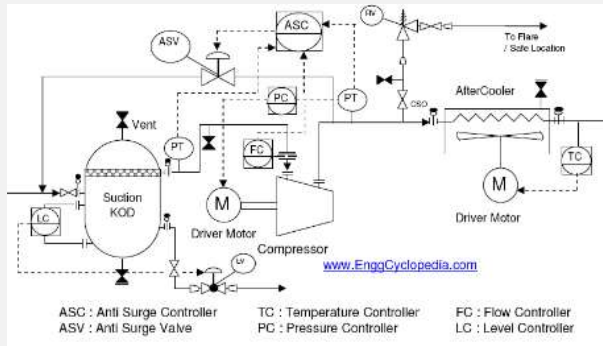 ASC
RV
ASV
To Flare
/ Safe Location
PC
PT
CSO
AfterCooler
Vent
PT
FC
TC
Suction
KOD
M
M
LC
Driver Motor
Driver Motor
Compressor
LV
www.EnggCyclopedia.com
ASC : Anti Surge Controller
TC : Temperature Controller
FC : Flow Controller
ASV : Anti Surge Valve
PC : Pressure Controller
LC : Level Controller